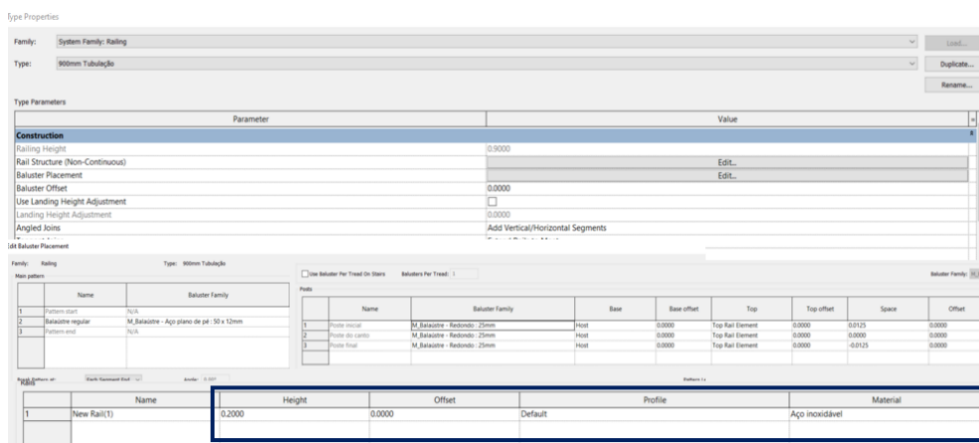 Type Properties
Family: System Family: Railing Load...
Type: 900mm Tubulação Duplicate...
Rename...
Type Parameters
Parameter Value
Construction
Railing Height 0.9000
Rail Structure (Non-Continuous) Edit...
Baluster Placement Edit...
Baluster Offset 0.0000
Use Landing Height Adjustment
Landing Height Adjustment 0.0000
Angled Joins Add Vertical/Horizontal Segments
Edit Baluster Placement
Family: Railing Type: 900mm Tubulação Use Baluster Per Tread On Stairs Balusters Per Tread: 1 Baluster Family:
Main pattern Posts
Name Baluster Family Name Baluster Family Base Base offset Top Top offset Space Offset
1 Pattern start N/A 1 Poste inicial M_Balaústre - Redondo : 25mm Host 0.0000 Top Rail Element 0.0000 0.0125 0.0000
2 Balaústre regular M_Balaústre - Aço plano de pé : 50 x 12mm 2 Poste do canto M_Balaústre - Redondo : 25mm Host 0.0000 Top Rail Element 0.0000 0.0000 0.0000
3 Pattern end N/A 3 Poste final M_Balaústre - Redondo : 25mm Host 0.0000 Top Rail Element 0.0000 -0.0125 0.0000
Rails
Name Height Offset Profile Material
1 New Rail(1) 0.2000 0.0000 Default Aço inoxidável